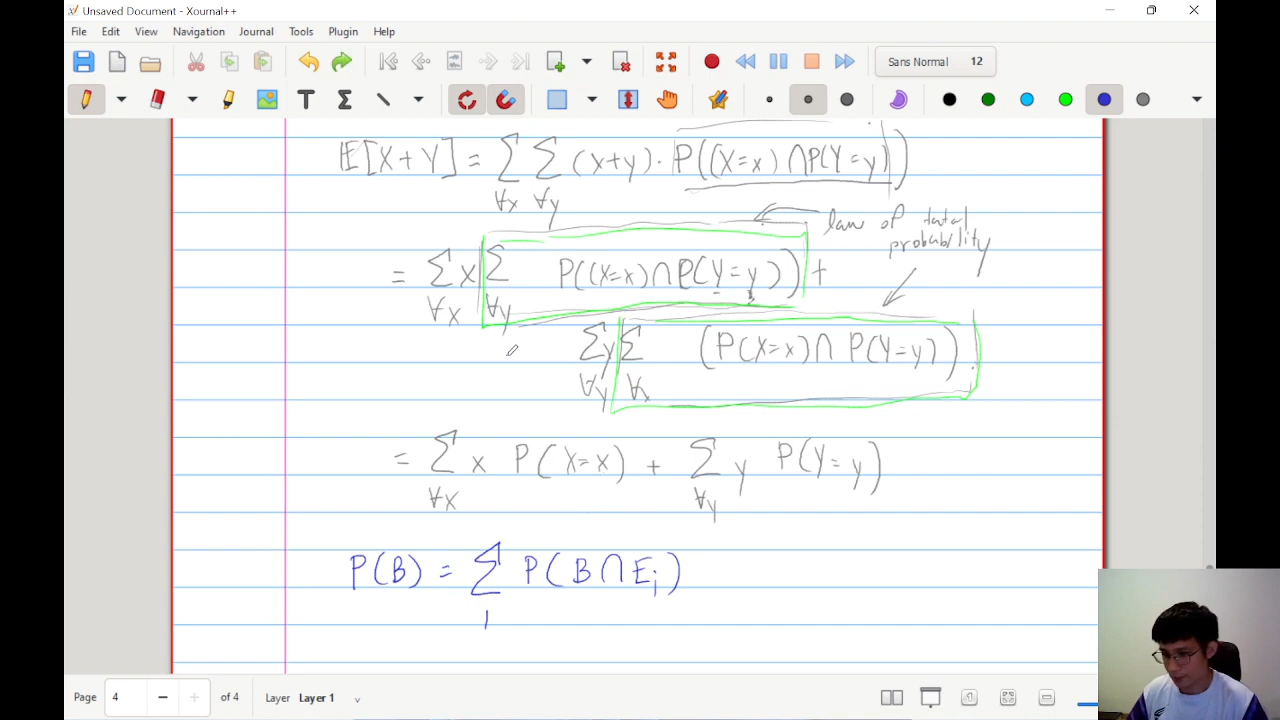 Unsaved Document - Xournal++
File Edit View Navigation Journal Tools Plugin Help
Sans Normal 12
𝔼[X+Y] = ∑∀x ∑∀y (x+y) · P((X=x) ∩ P(Y=y))
law of total probability
= ∑∀x x ∑∀y P((X=x) ∩ P(Y=y)) +
∑∀y y ∑∀x (P(X=x) ∩ P(Y=y)).
= ∑∀x x P(X=x) + ∑∀y y P(Y=y)
P(B) = ∑i P(B ∩ Ei)
Page 4 of 4 Layer Layer 1